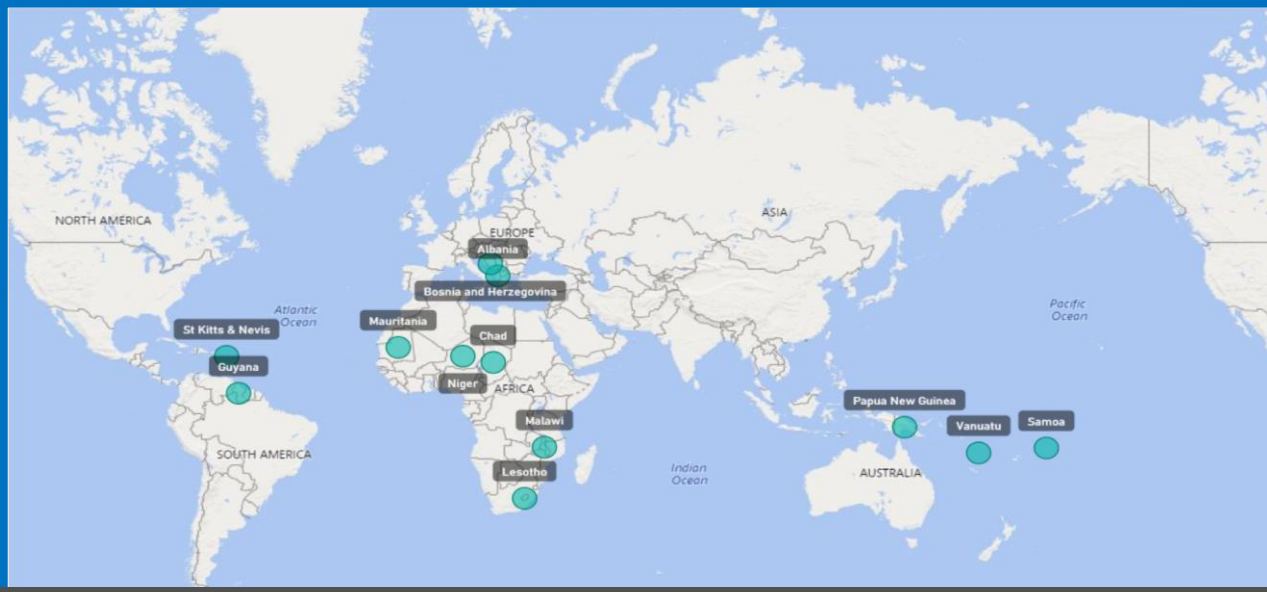 NORTH AMERICA
ASIA
EUROPE
Albania
Bosnia and Herzegovina
Atlantic
Ocean
Pacific
Ocean
St Kitts & Nevis
Mauritania
Chad
Guyana
Niger
AFRICA
Papua New Guinea
Malawi
Vanuatu
Samoa
SOUTH AMERICA
Lesotho
Indian
Ocean
AUSTRALIA